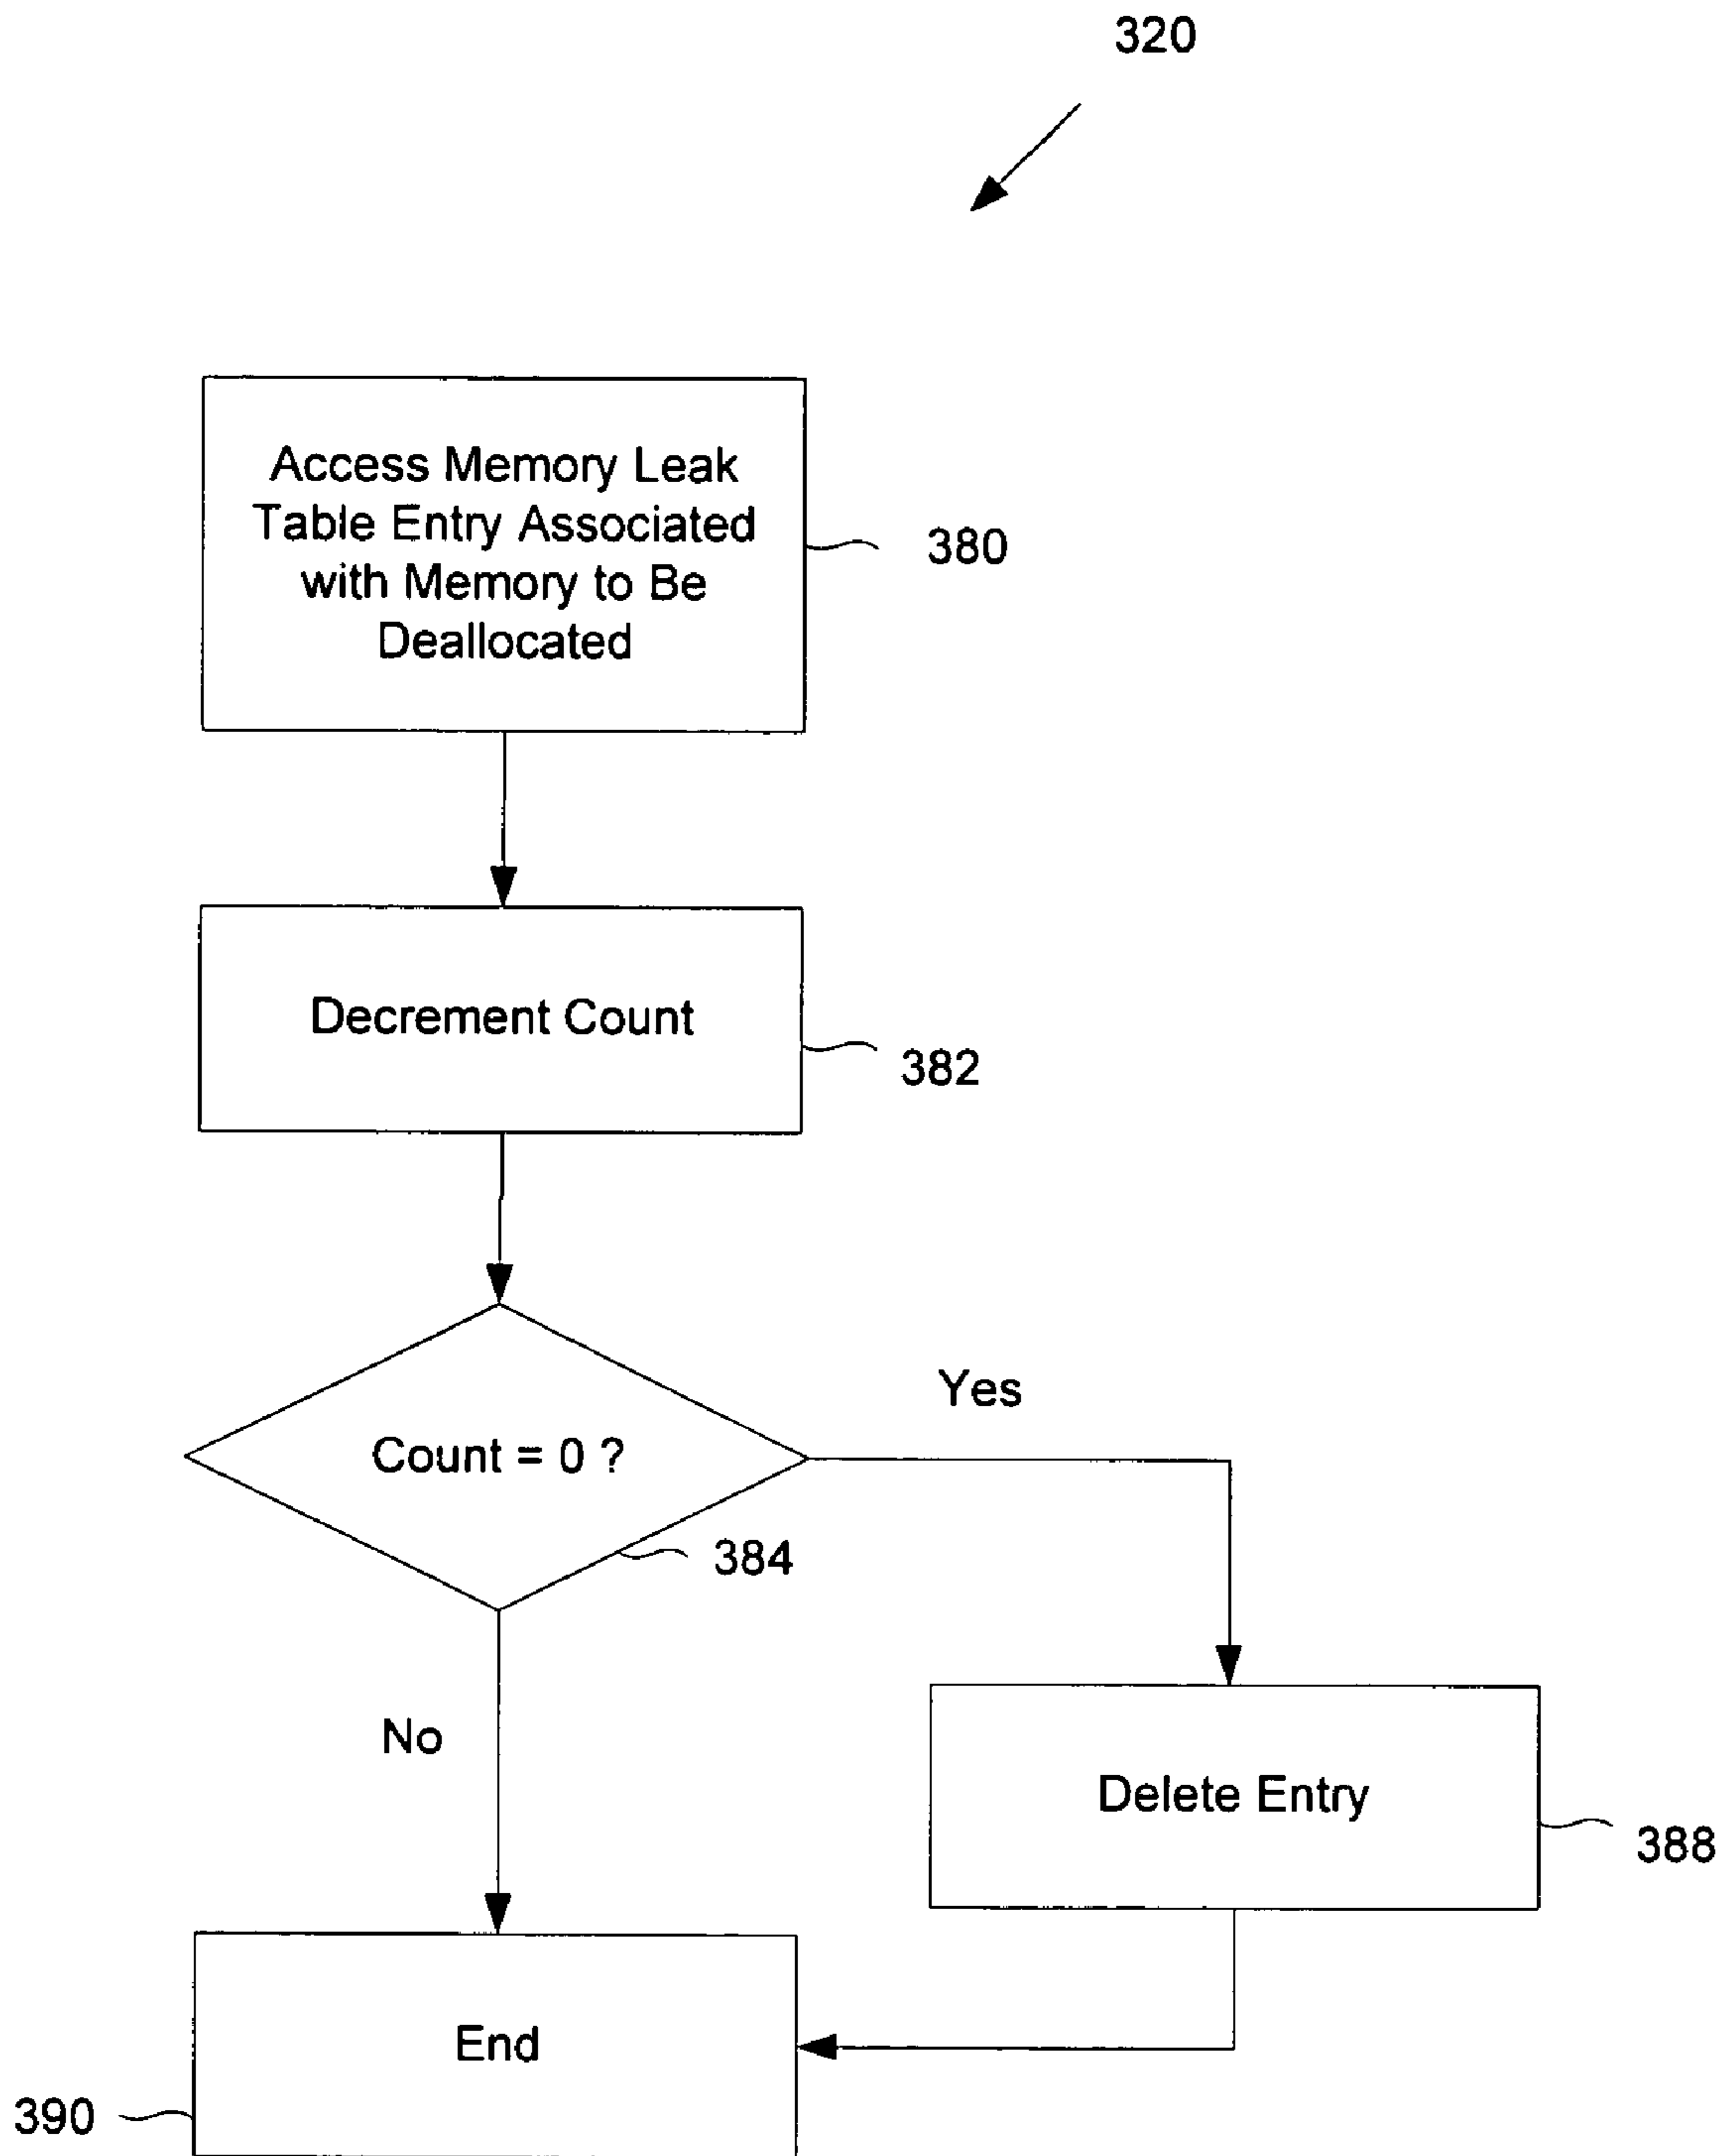 320
Access Memory Leak
Table Entry Associated
with Memory to Be
Deallocated
380
Decrement Count
382
Yes
Count = 0 ?
384
No
Delete Entry
388
End
390